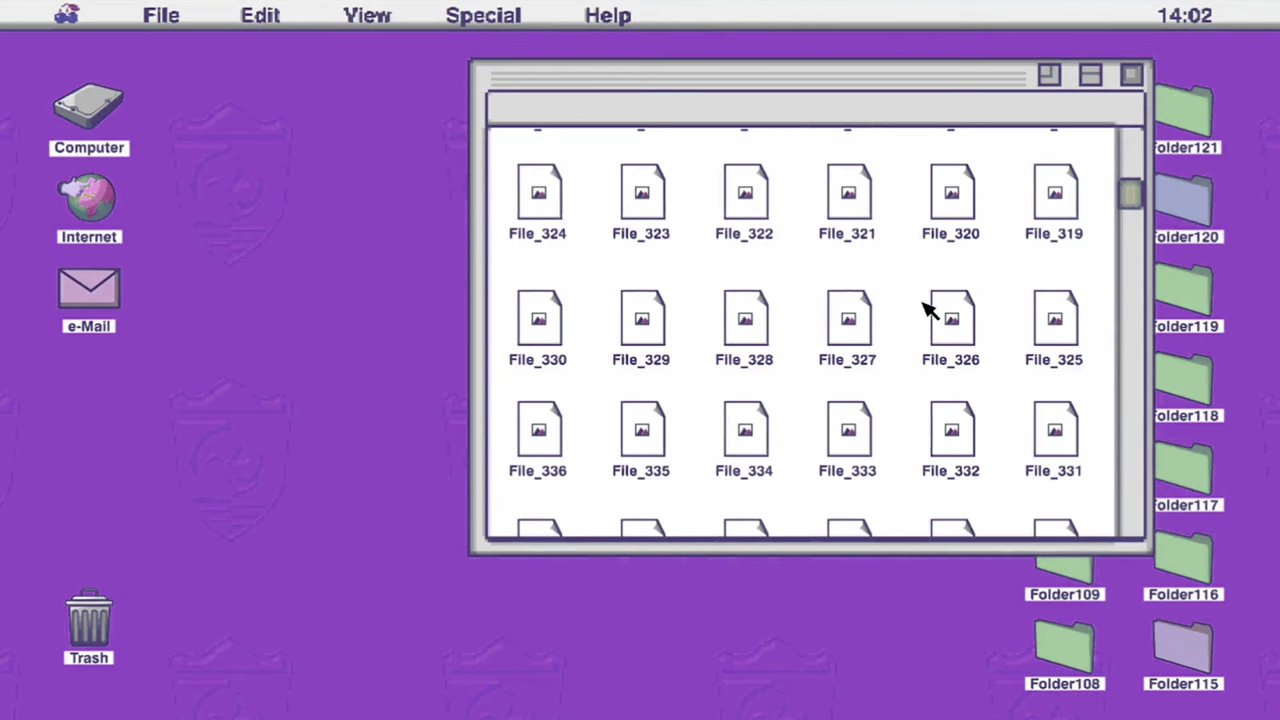 File Edit View Special Help 14:02
Computer
Internet
e-Mail
Trash
File_324 File_323 File_322 File_321 File_320 File_319
File_330 File_329 File_328 File_327 File_326 File_325
File_336 File_335 File_334 File_333 File_332 File_331
Folder121
Folder120
Folder119
Folder118
Folder117
Folder109 Folder116
Folder108 Folder115